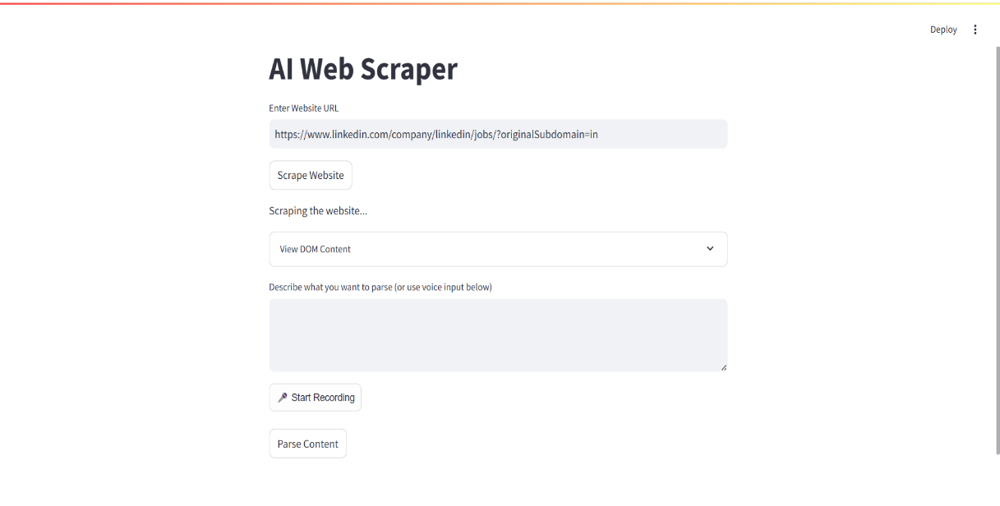 Deploy
AI Web Scraper
Enter Website URL
https://www.linkedin.com/company/linkedin/jobs/?originalSubdomain=in
Scrape Website
Scraping the website...
View DOM Content
Describe what you want to parse (or use voice input below)
Start Recording
Parse Content